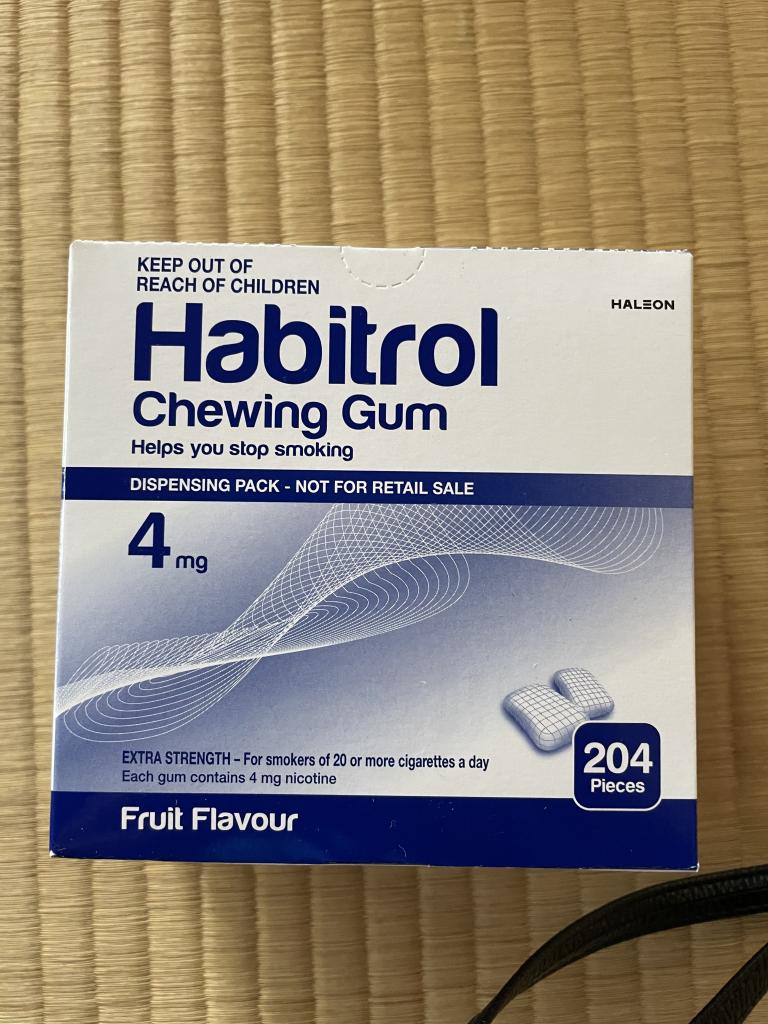 KEEP OUT OF
REACH OF CHILDREN
HALEON
Habitrol
Chewing Gum
Helps you stop smoking
DISPENSING PACK - NOT FOR RETAIL SALE
4 mg
EXTRA STRENGTH – For smokers of 20 or more cigarettes a day
Each gum contains 4 mg nicotine
204
Pieces
Fruit Flavour